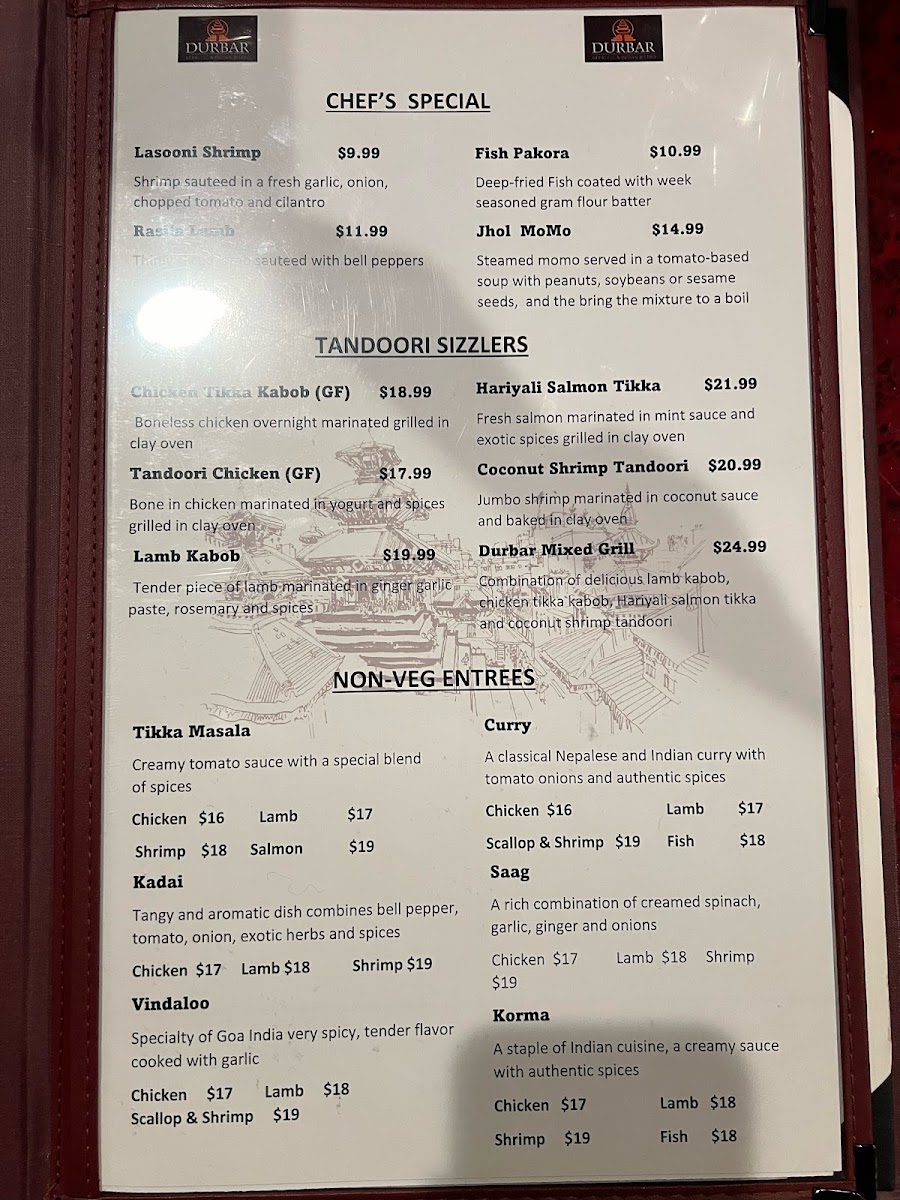 DURBAR
DURBAR
CHEF'S SPECIAL
Lasooni Shrimp $9.99
Shrimp sauteed in a fresh garlic, onion,
chopped tomato and cilantro
Lamb $11.99
sauteed with bell peppers
Fish Pakora $10.99
Deep-fried Fish coated with week
seasoned gram flour batter
Jhol MoMo $14.99
Steamed momo served in a tomato-based
soup with peanuts, soybeans or sesame
seeds, and the bring the mixture to a boil
TANDOORI SIZZLERS
Chicken Tikka Kabob (GF) $18.99
Boneless chicken overnight marinated grilled in
clay oven
Tandoori Chicken (GF) $17.99
Bone in chicken marinated in yogurt and spices
grilled in clay oven
Lamb Kabob $19.99
Tender piece of lamb marinated in ginger garlic
paste, rosemary and spices
Hariyali Salmon Tikka $21.99
Fresh salmon marinated in mint sauce and
exotic spices grilled in clay oven
Coconut Shrimp Tandoori $20.99
Jumbo shrimp marinated in coconut sauce
and baked in clay oven
Durbar Mixed Grill $24.99
Combination of delicious lamb kabob,
chicken tikka kabob, Hariyali salmon tikka
and coconut shrimp tandoori
NON-VEG ENTREES
Tikka Masala
Creamy tomato sauce with a special blend
of spices
Chicken $16 Lamb $17
Shrimp $18 Salmon $19
Kadai
Tangy and aromatic dish combines bell pepper,
tomato, onion, exotic herbs and spices
Chicken $17 Lamb $18 Shrimp $19
Vindaloo
Specialty of Goa India very spicy, tender flavor
cooked with garlic
Chicken $17 Lamb $18
Scallop & Shrimp $19
Curry
A classical Nepalese and Indian curry with
tomato onions and authentic spices
Chicken $16 Lamb $17
Scallop & Shrimp $19 Fish $18
Saag
A rich combination of creamed spinach,
garlic, ginger and onions
Chicken $17 Lamb $18 Shrimp
$19
Korma
A staple of Indian cuisine, a creamy sauce
with authentic spices
Chicken $17 Lamb $18
Shrimp $19 Fish $18